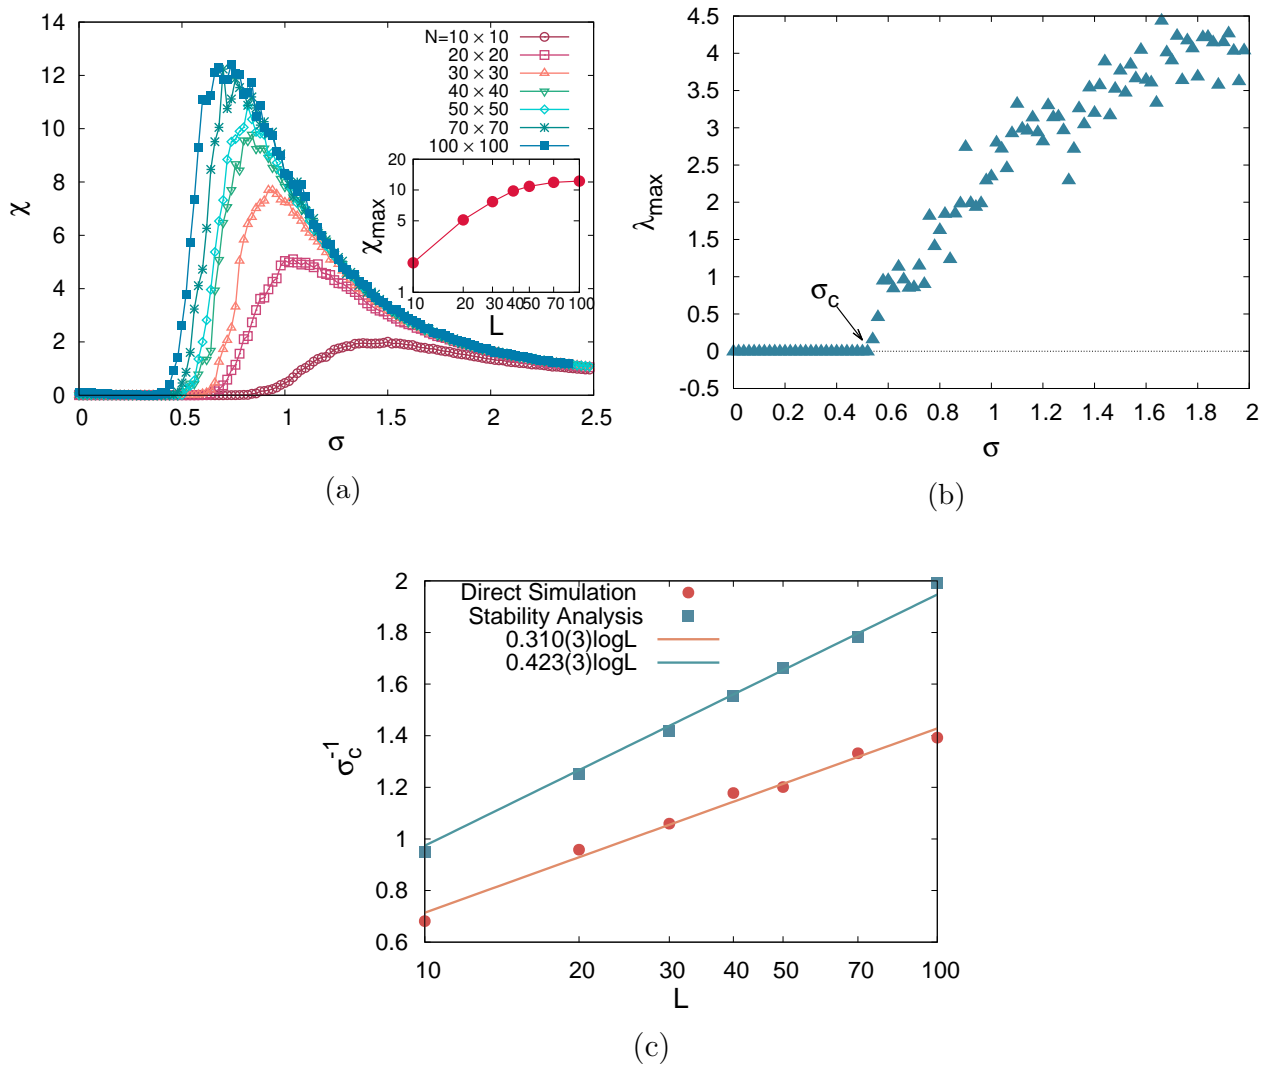 14
12
10
8
6
4
2
0
χ
N=10 × 10
20 × 20
30 × 30
40 × 40
50 × 50
70 × 70
100 × 100
20
10
5
1
χmax
10 20 30 40 50 70 100
L
0 0.5 1 1.5 2 2.5
σ
(a)
4.5
4
3.5
3
2.5
2
1.5
1
0.5
0
-0.5
λmax
σc
0 0.2 0.4 0.6 0.8 1 1.2 1.4 1.6 1.8 2
σ
(b)
2
1.8
1.6
1.4
1.2
1
0.8
0.6
σc-1
Direct Simulation
Stability Analysis
0.310(3)logL
0.423(3)logL
10 20 30 40 50 70 100
L
(c)